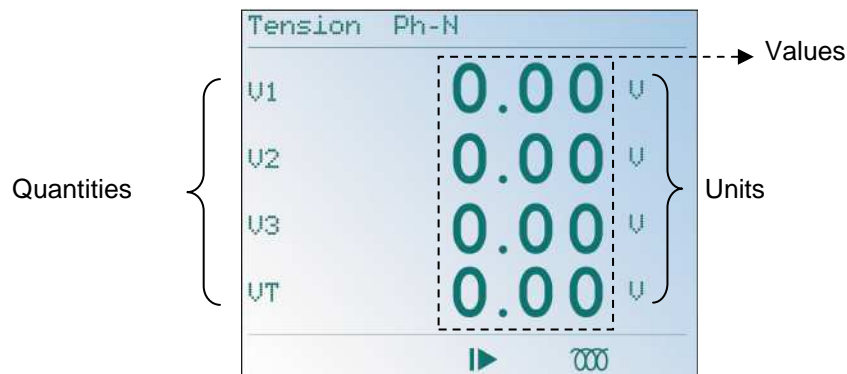 Tension Ph-N
Values
V1 0.00 V
V2 0.00 V
Quantities
Units
V3 0.00 V
VT 0.00 V